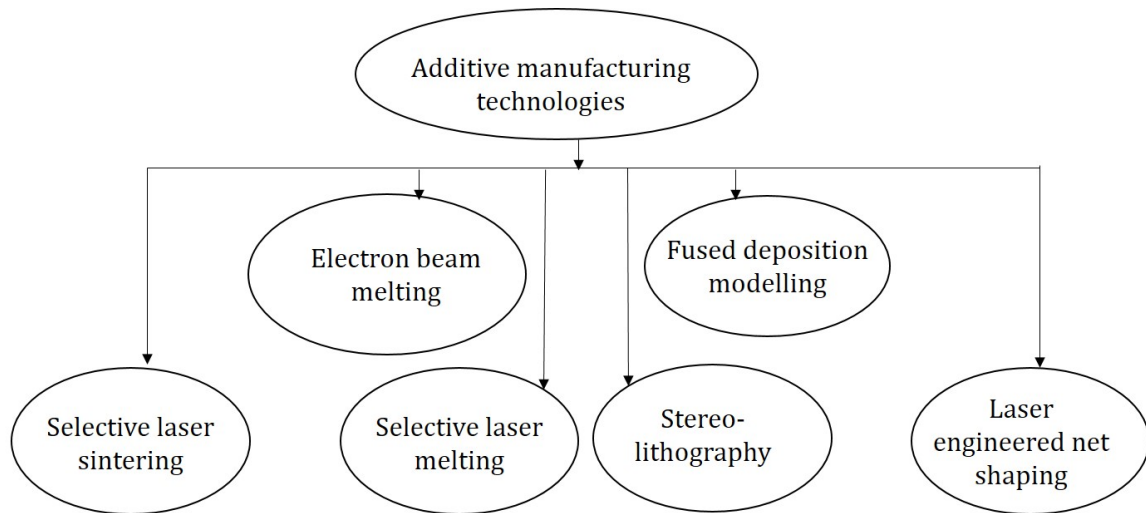 Additive manufacturing
technologies
Electron beam
melting
Fused deposition
modelling
Selective laser
sintering
Selective laser
melting
Stereo-
lithography
Laser
engineered net
shaping